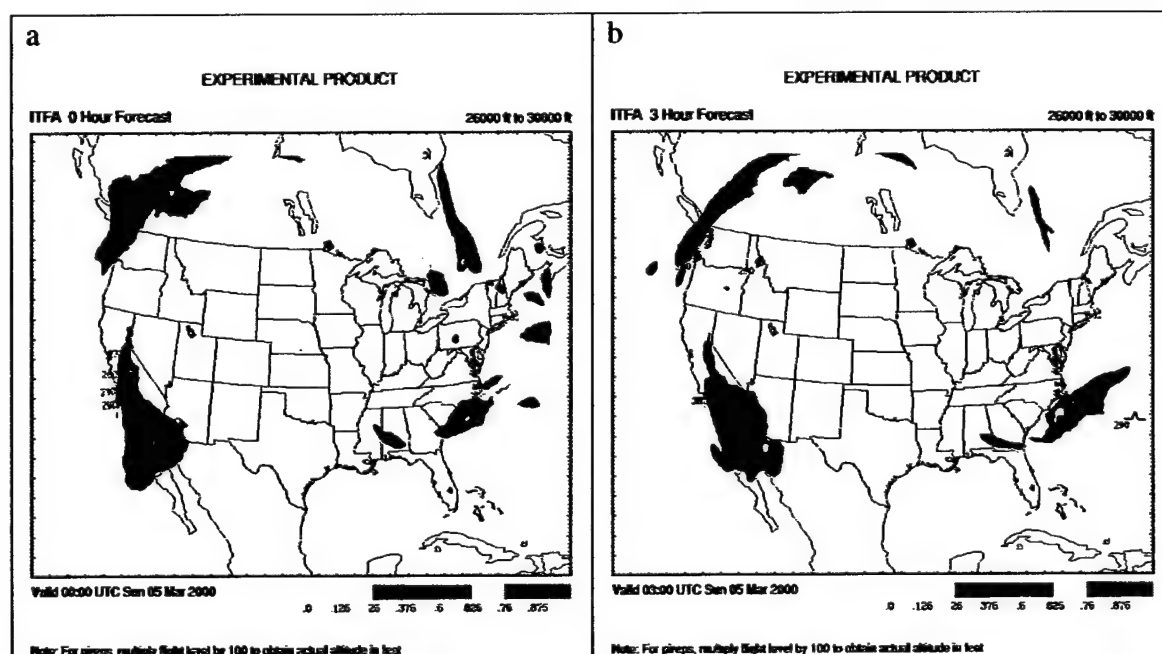 a
EXPERIMENTAL PRODUCT
ITFA 0 Hour Forecast 26000 ft to 30000 ft
Valid 00:00 UTC Sun 05 Mar 2000
.0 .125 .25 .375 .5 .625 .75 .875
Note: For pireps, multiply flight level by 100 to obtain actual altitude in feet
b
EXPERIMENTAL PRODUCT
ITFA 3 Hour Forecast 26000 ft to 30000 ft
290
Valid 03:00 UTC Sun 05 Mar 2000
.0 .125 .25 .375 .5 .625 .75 .875
Note: For pireps, multiply flight level by 100 to obtain actual altitude in feet